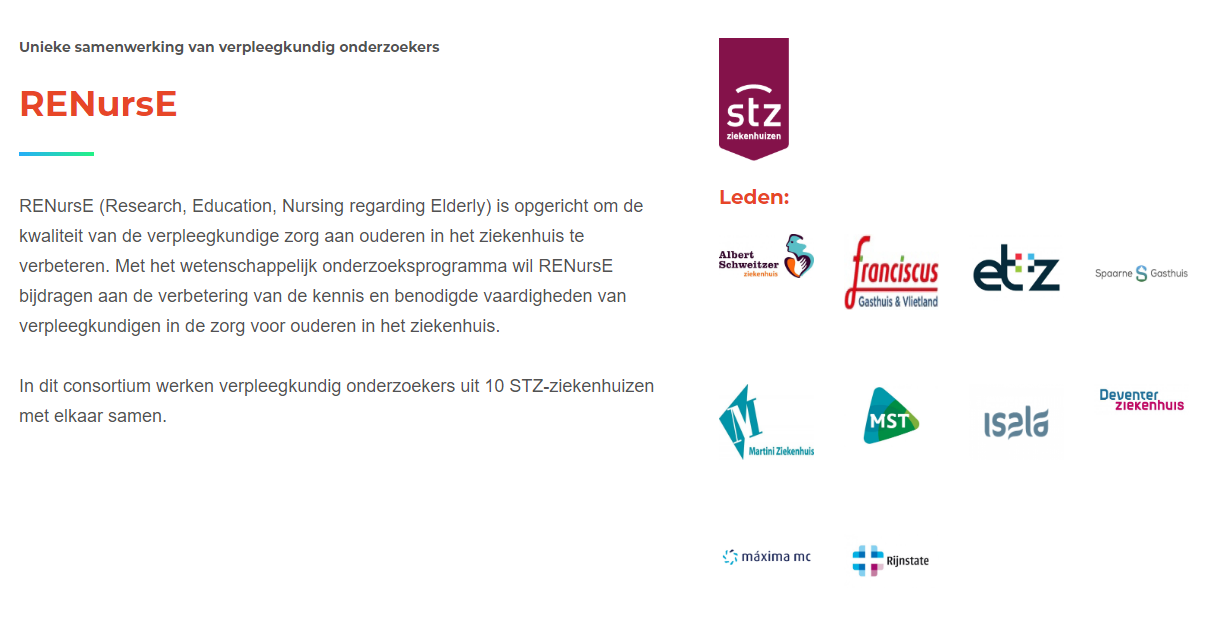 Unieke samenwerking van verpleegkundig onderzoekers
RENursE
RENursE (Research, Education, Nursing regarding Elderly) is opgericht om de
kwaliteit van de verpleegkundige zorg aan ouderen in het ziekenhuis te
verbeteren. Met het wetenschappelijk onderzoeksprogramma wil RENursE
bijdragen aan de verbetering van de kennis en benodigde vaardigheden van
verpleegkundigen in de zorg voor ouderen in het ziekenhuis.
In dit consortium werken verpleegkundig onderzoekers uit 10 STZ-ziekenhuizen
met elkaar samen.
stz
ziekenhuizen
Leden:
Albert
Schweitzer
ziekenhuis
franciscus
Gasthuis & Vlietland
etz
Spaarne Gasthuis
M
Martini Ziekenhuis
MST
isala
Deventer
ziekenhuis
máxima mc
Rijnstate